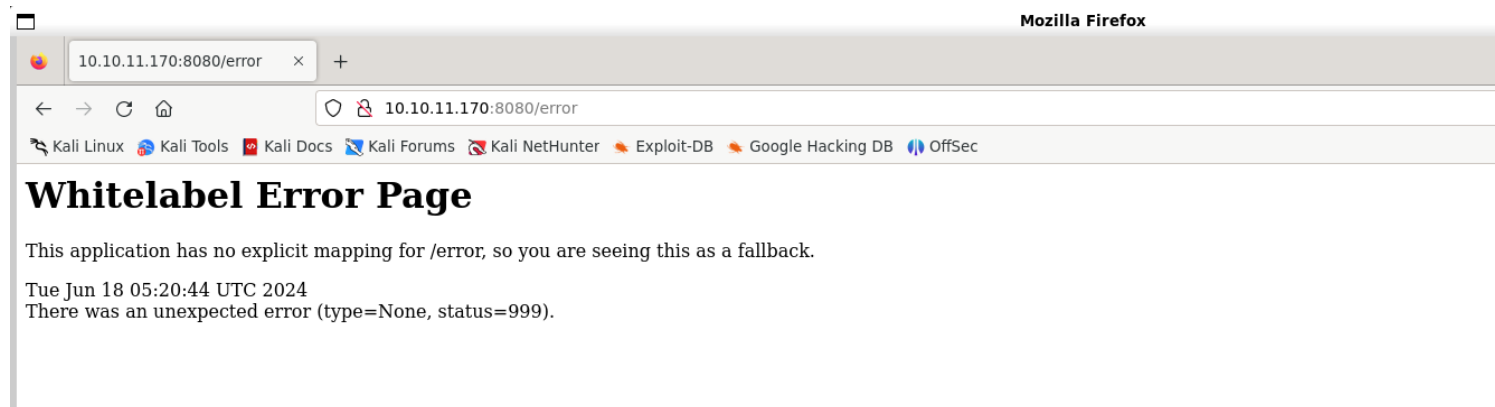 Mozilla Firefox
10.10.11.170:8080/error
10.10.11.170:8080/error
Kali Linux Kali Tools Kali Docs Kali Forums Kali NetHunter Exploit-DB Google Hacking DB OffSec
Whitelabel Error Page
This application has no explicit mapping for /error, so you are seeing this as a fallback.
Tue Jun 18 05:20:44 UTC 2024
There was an unexpected error (type=None, status=999).